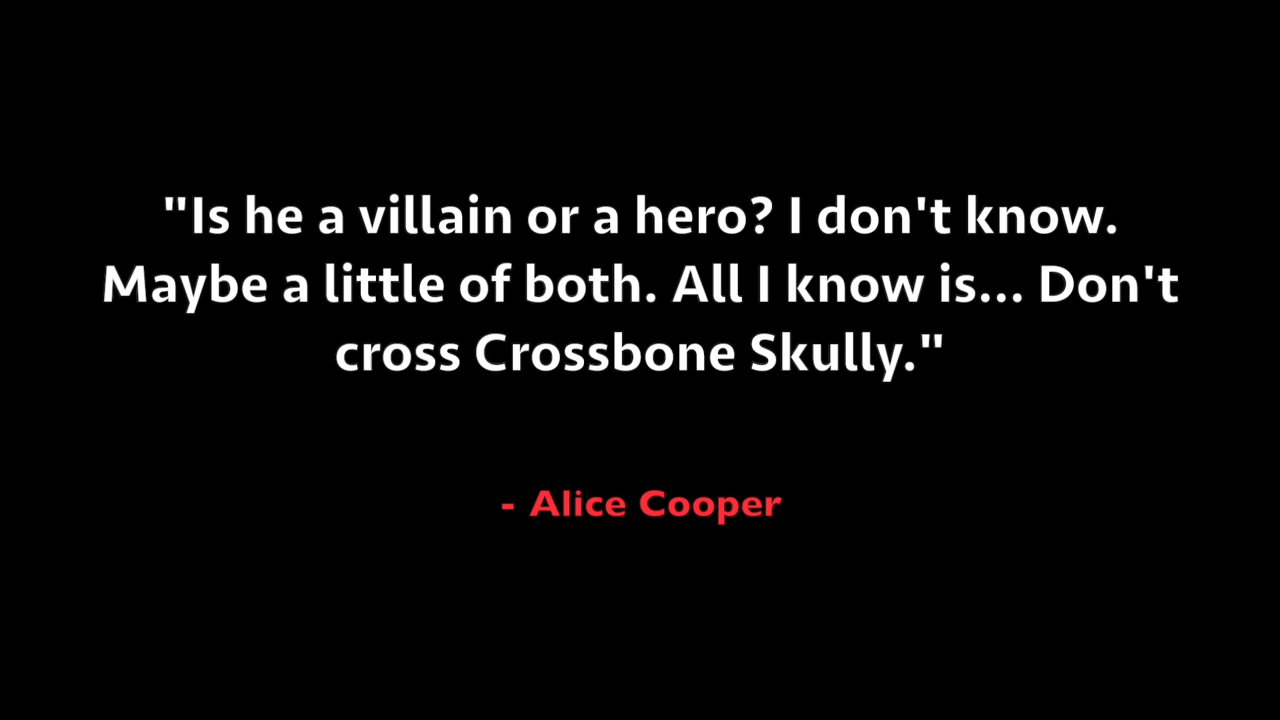 "Is he a villain or a hero? I don't know.
Maybe a little of both. All I know is... Don't
cross Crossbone Skully."
- Alice Cooper